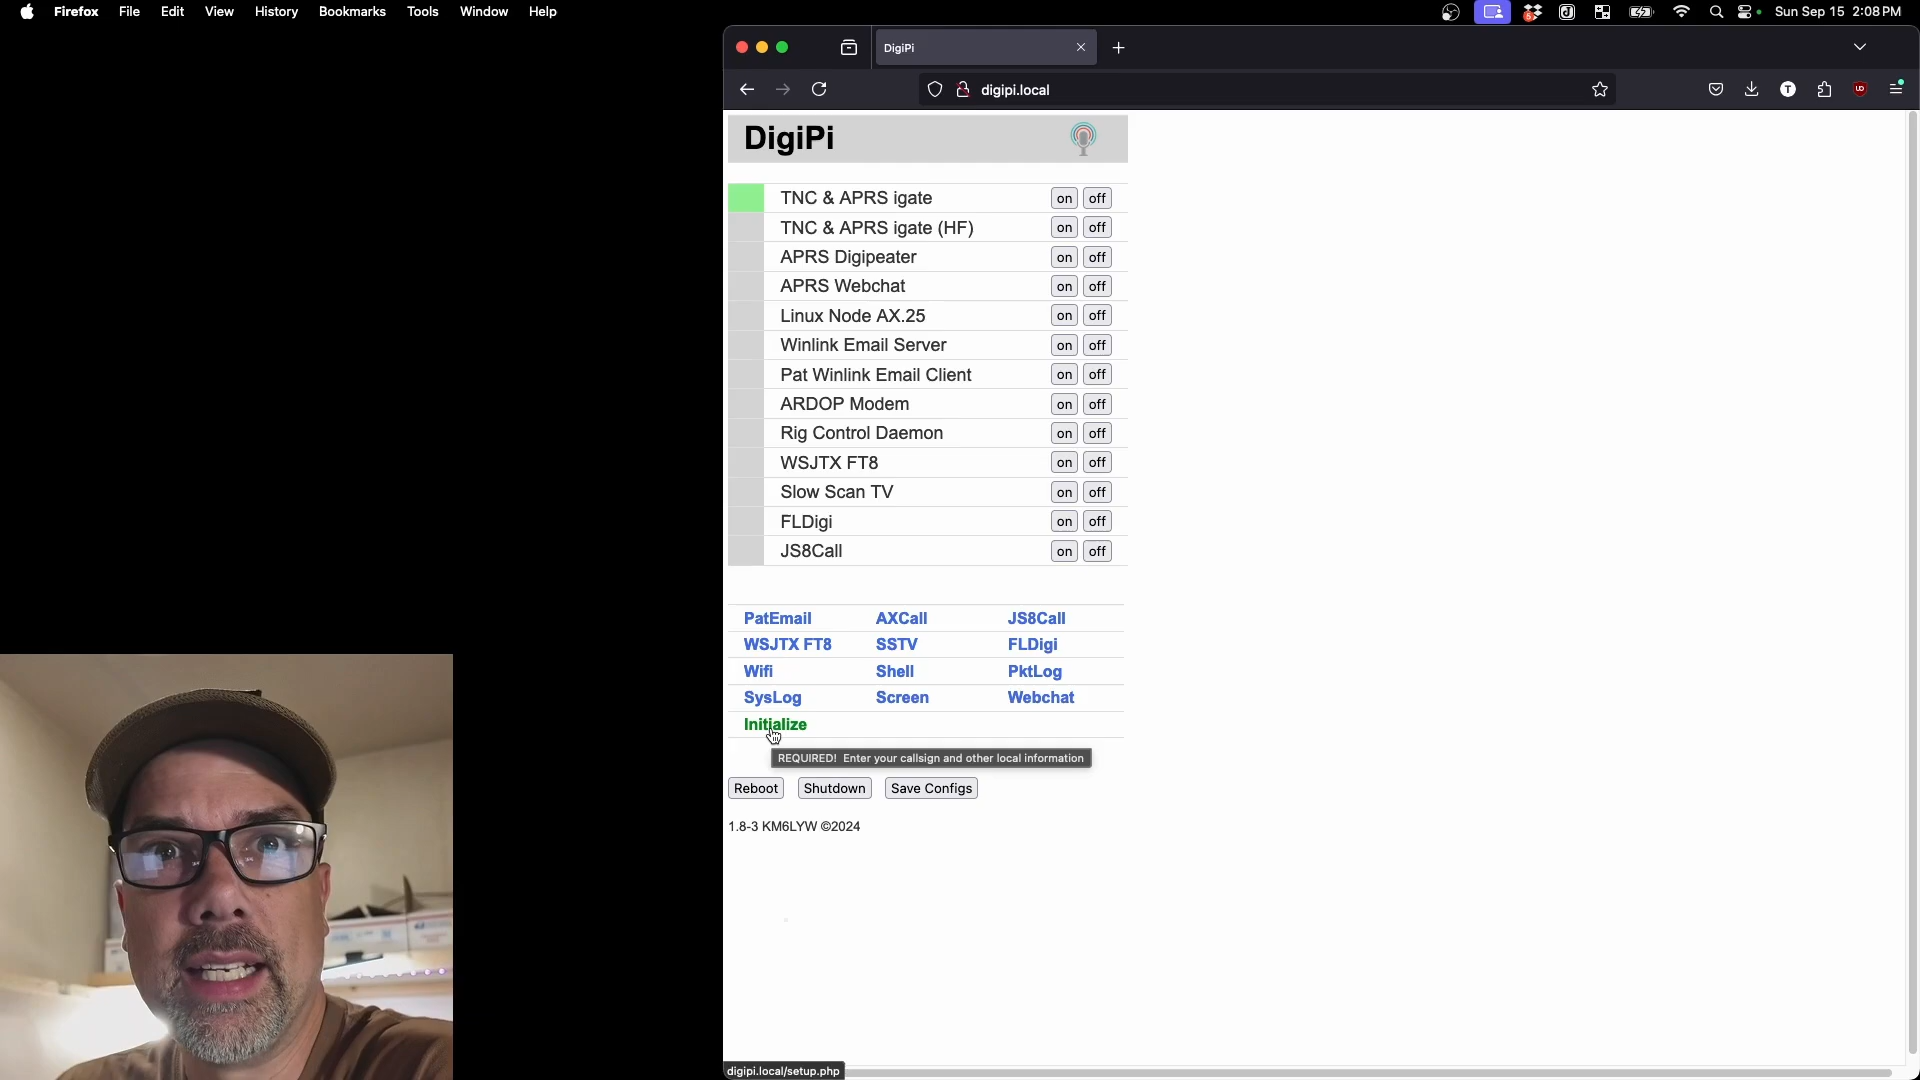 Firefox File Edit View History Bookmarks Tools Window Help
Sun Sep 15 2:08 PM
DigiPi
digipi.local
DigiPi
TNC & APRS igate on off
TNC & APRS igate (HF) on off
APRS Digipeater on off
APRS Webchat on off
Linux Node AX.25 on off
Winlink Email Server on off
Pat Winlink Email Client on off
ARDOP Modem on off
Rig Control Daemon on off
WSJTX FT8 on off
Slow Scan TV on off
FLDigi on off
JS8Call on off
PatEmail AXCall JS8Call
WSJTX FT8 SSTV FLDigi
Wifi Shell PktLog
SysLog Screen Webchat
Initialize
REQUIRED! Enter your callsign and other local information
Reboot Shutdown Save Configs
1.8-3 KM6LYW ©2024
digipi.local/setup.php